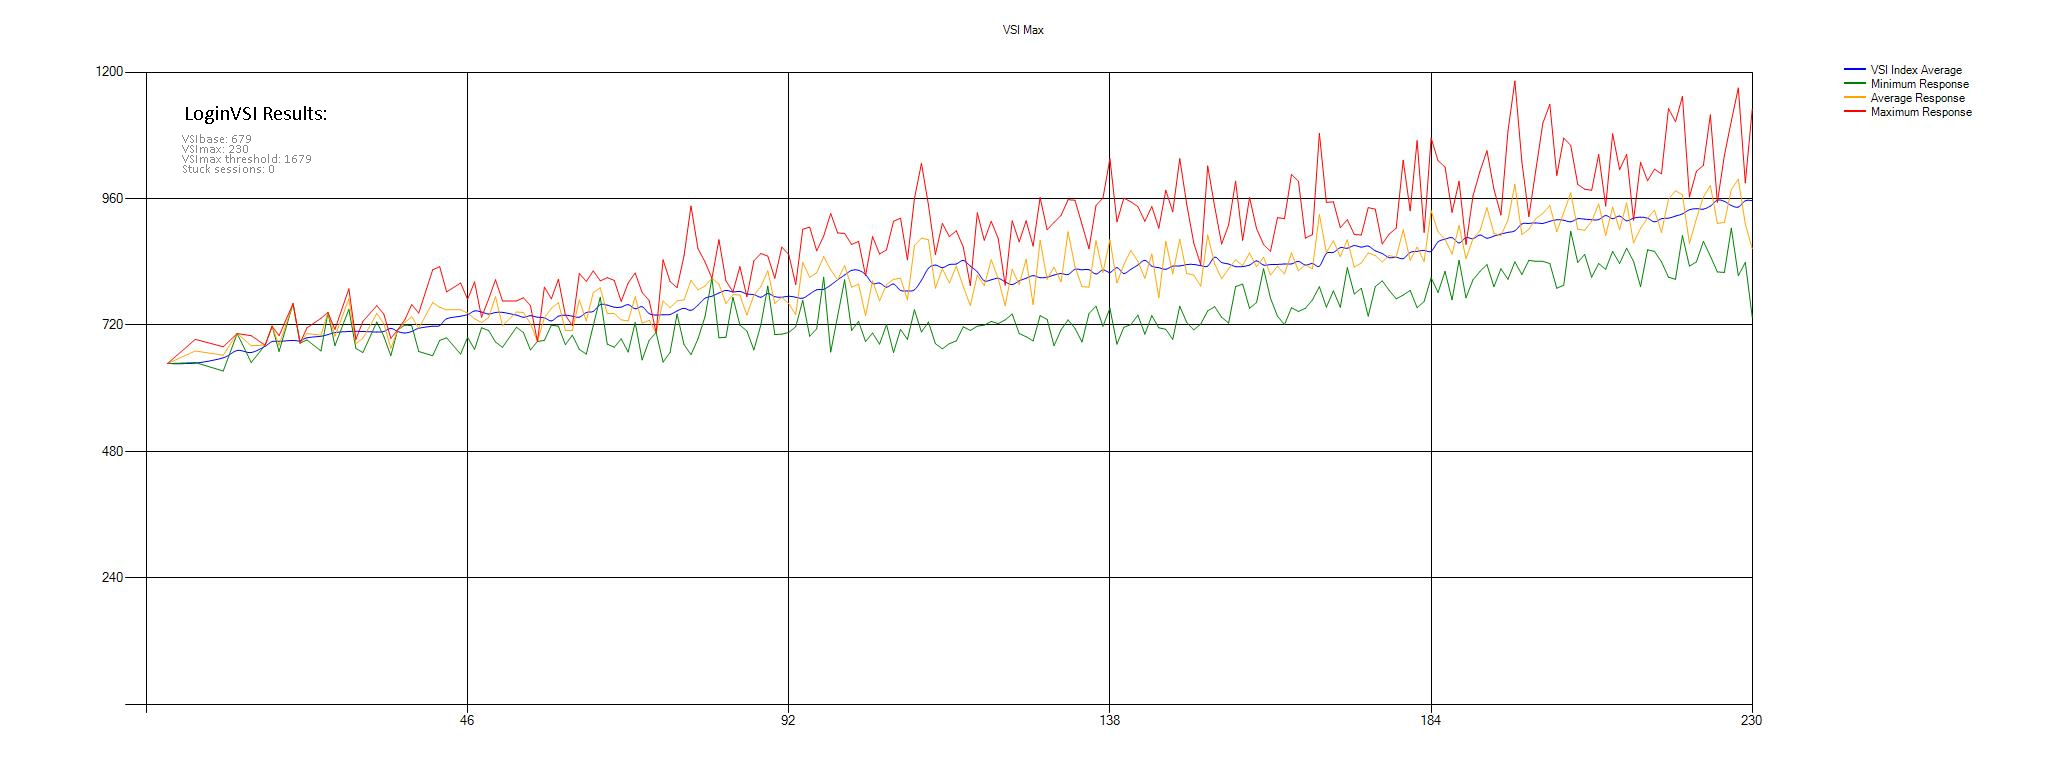 VSI Max
1200
960
720
480
240
LoginVSI Results:
VSIbase: 679
VSImax: 230
VSImax threshold: 1679
Stuck sessions: 0
46
92
138
184
230
VSI Index Average
Minimum Response
Average Response
Maximum Response